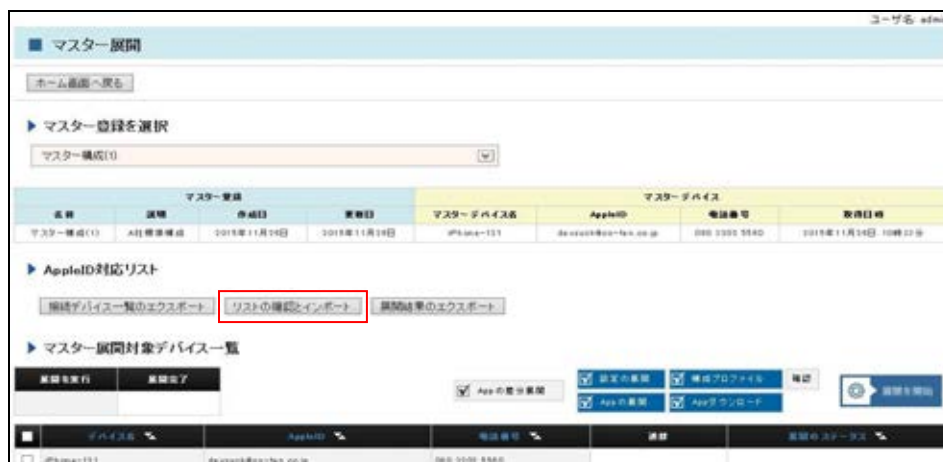 ユーザ名 admi
マスター展開
ホーム画面へ戻る
マスター登録を選択
マスター構成(1)
マスター登録 マスターデバイス
名称 説明 作成日 更新日 マスターデバイス名 AppleID 電話番号 取得日時
マスター構成(1) A社標準構成 2015年11月24日 2015年11月24日 iPhone-131
AppleID対応リスト
接続デバイス一覧のエクスポート リストの確認とインポート 展開結果のエクスポート
マスター展開対象デバイス一覧
展開を実行 展開完了
Appの差分展開 設定の展開 構成プロファイル 確認 展開を開始
Appの展開 Appダウンロード
デバイス名 AppleID 電話番号 進捗 展開のステータス
iPhone-131